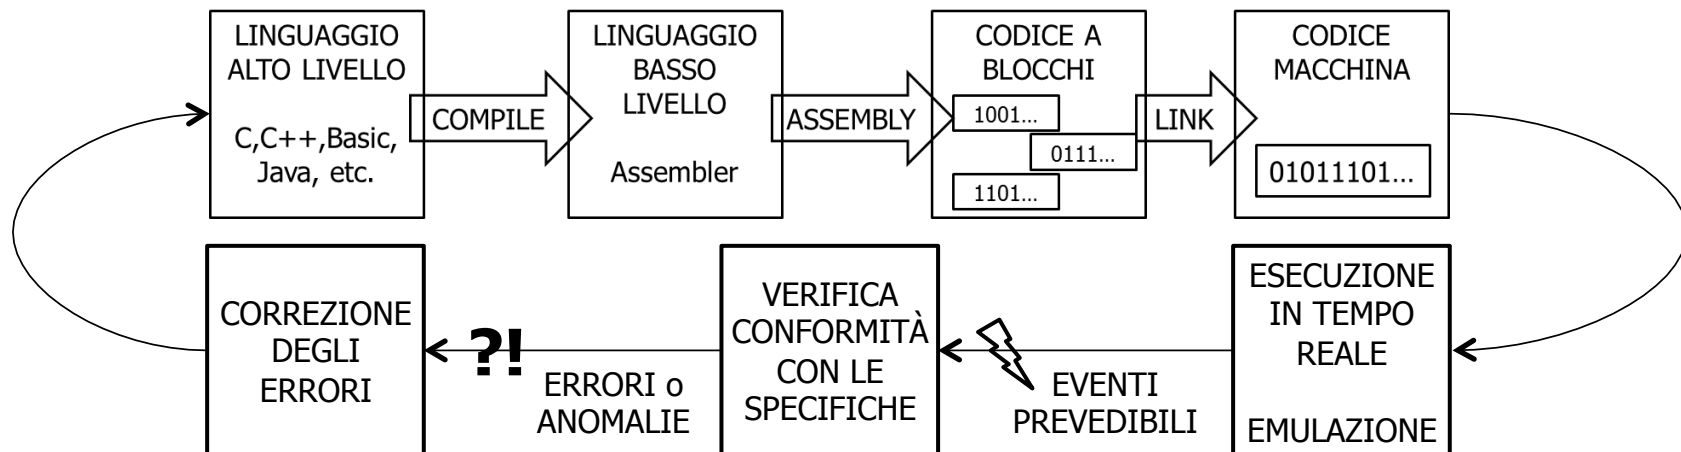 LINGUAGGIO
ALTO LIVELLO
C,C++,Basic,
Java, etc.
COMPILE
LINGUAGGIO
BASSO
LIVELLO
Assembler
ASSEMBLY
CODICE A
BLOCCHI
1001...
0111...
1101...
LINK
CODICE
MACCHINA
01011101...
ESECUZIONE
IN TEMPO
REALE
EMULAZIONE
EVENTI
PREVEDIBILI
VERIFICA
CONFORMITÀ
CON LE
SPECIFICHE
?!
ERRORI o
ANOMALIE
CORREZIONE
DEGLI
ERRORI